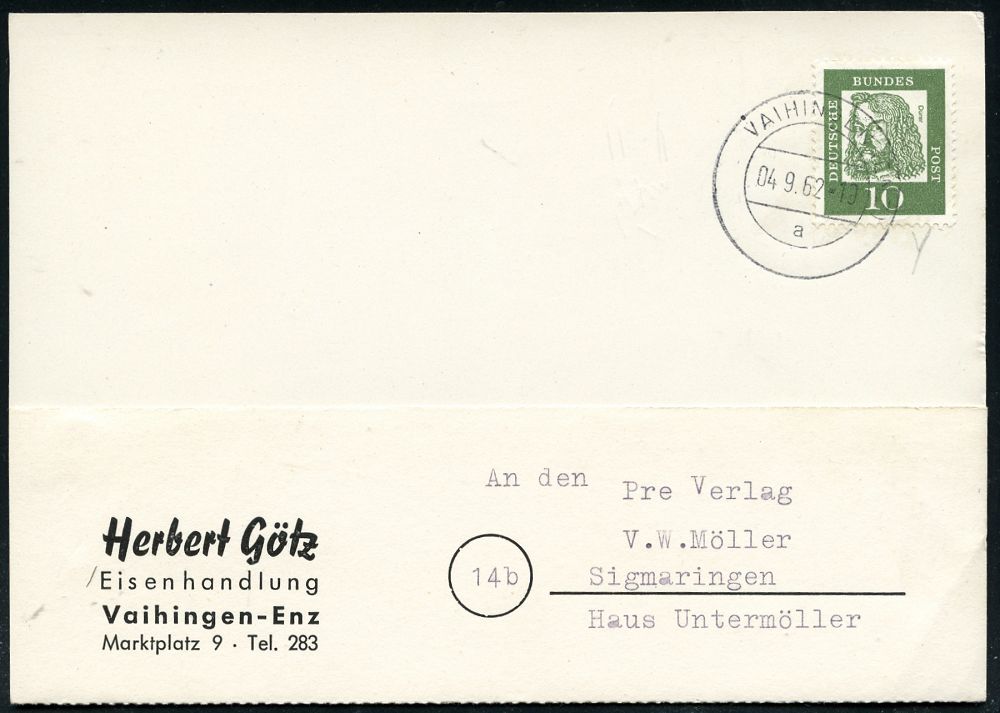 BUNDES
DEUTSCHE
POST
Dürer
10
04.9.62-10
a
An den Pre Verlag
V.W.Möller
14b
Sigmaringen
Haus Untermöller
Herbert Götz
Eisenhandlung
Vaihingen-Enz
Marktplatz 9 · Tel. 283